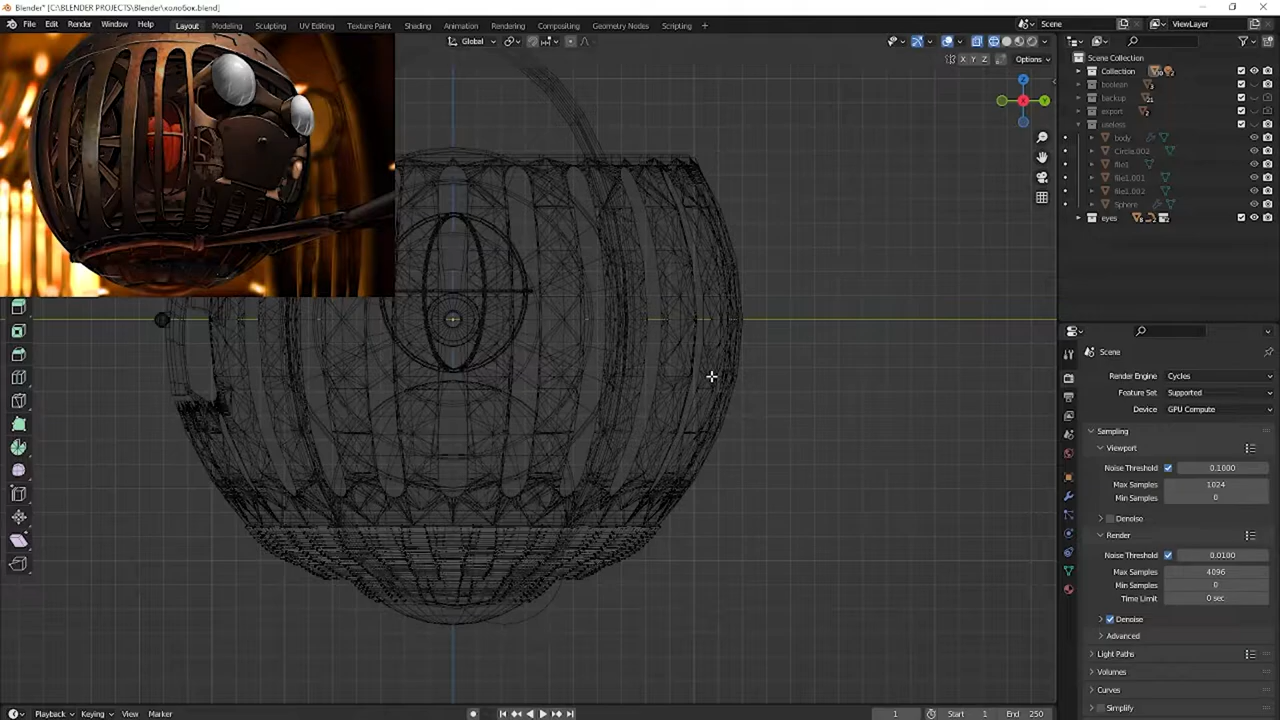 Blender* [C:\BLENDER PROJECTS\Blender\колобок.blend]
File Edit Render Window Help Layout Modeling Sculpting UV Editing Texture Paint Shading Animation Rendering Compositing Geometry Nodes Scripting + Scene ViewLayer
Global
X Y Z Options
Scene Collection
Collection
boolean
backup
export
useless
body
Circle.002
file1
file1.001
file1.002
Sphere
eyes
Z
Scene
Render Engine Cycles
Feature Set Supported
Device GPU Compute
Sampling
Viewport
Noise Threshold 0.1000
Max Samples 1024
Min Samples 0
Denoise
Render
Noise Threshold 0.0100
Max Samples 4096
Min Samples 0
Time Limit 0 sec
Denoise
Advanced
Light Paths
Volumes
Curves
Simplify
Playback Keying View Marker 1 Start 1 End 250